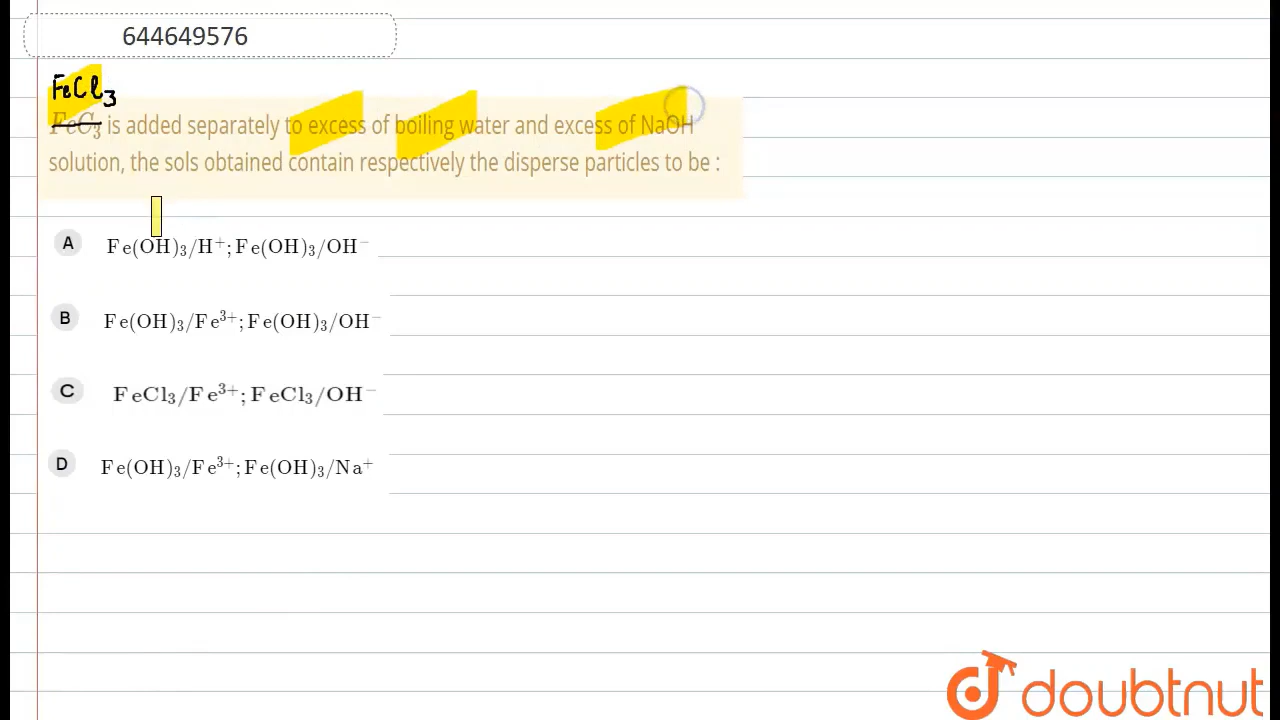 644649576
FeCl3
FeC3 is added separately to excess of boiling water and excess of NaOH
solution, the sols obtained contain respectively the disperse particles to be :
A Fe(OH)₃/H⁺; Fe(OH)₃/OH⁻
B Fe(OH)₃/Fe³⁺; Fe(OH)₃/OH⁻
C FeCl₃/Fe³⁺; FeCl₃/OH⁻
D Fe(OH)₃/Fe³⁺; Fe(OH)₃/Na⁺
doubtnut